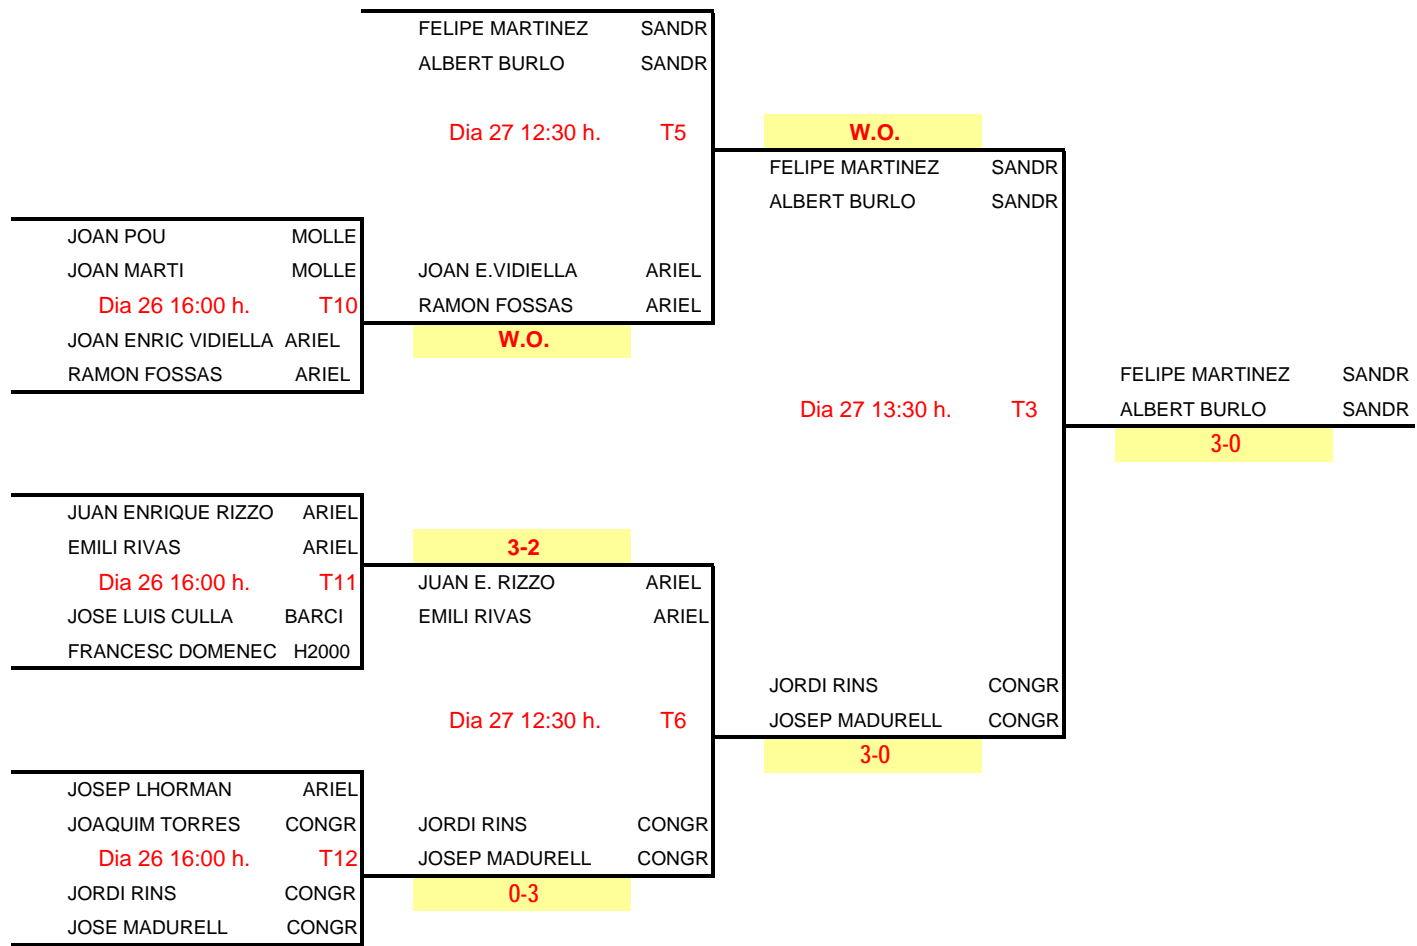 FELIPE MARTINEZ SANDR
ALBERT BURLO SANDR
Dia 27 12:30 h. T5
W.O.
FELIPE MARTINEZ SANDR
ALBERT BURLO SANDR
JOAN POU MOLLE
JOAN MARTI MOLLE
JOAN E.VIDIELLA ARIEL
Dia 26 16:00 h. T10
RAMON FOSSAS ARIEL
JOAN ENRIC VIDIELLA ARIEL
W.O.
RAMON FOSSAS ARIEL
FELIPE MARTINEZ SANDR
Dia 27 13:30 h. T3
ALBERT BURLO SANDR
3-0
JUAN ENRIQUE RIZZO ARIEL
EMILI RIVAS ARIEL
3-2
Dia 26 16:00 h. T11
JUAN E. RIZZO ARIEL
JOSE LUIS CULLA BARCI
EMILI RIVAS ARIEL
FRANCESC DOMENEC H2000
JORDI RINS CONGR
Dia 27 12:30 h. T6
JOSEP MADURELL CONGR
3-0
JOSEP LHORMAN ARIEL
JOAQUIM TORRES CONGR
JORDI RINS CONGR
Dia 26 16:00 h. T12
JOSEP MADURELL CONGR
JORDI RINS CONGR
0-3
JOSE MADURELL CONGR